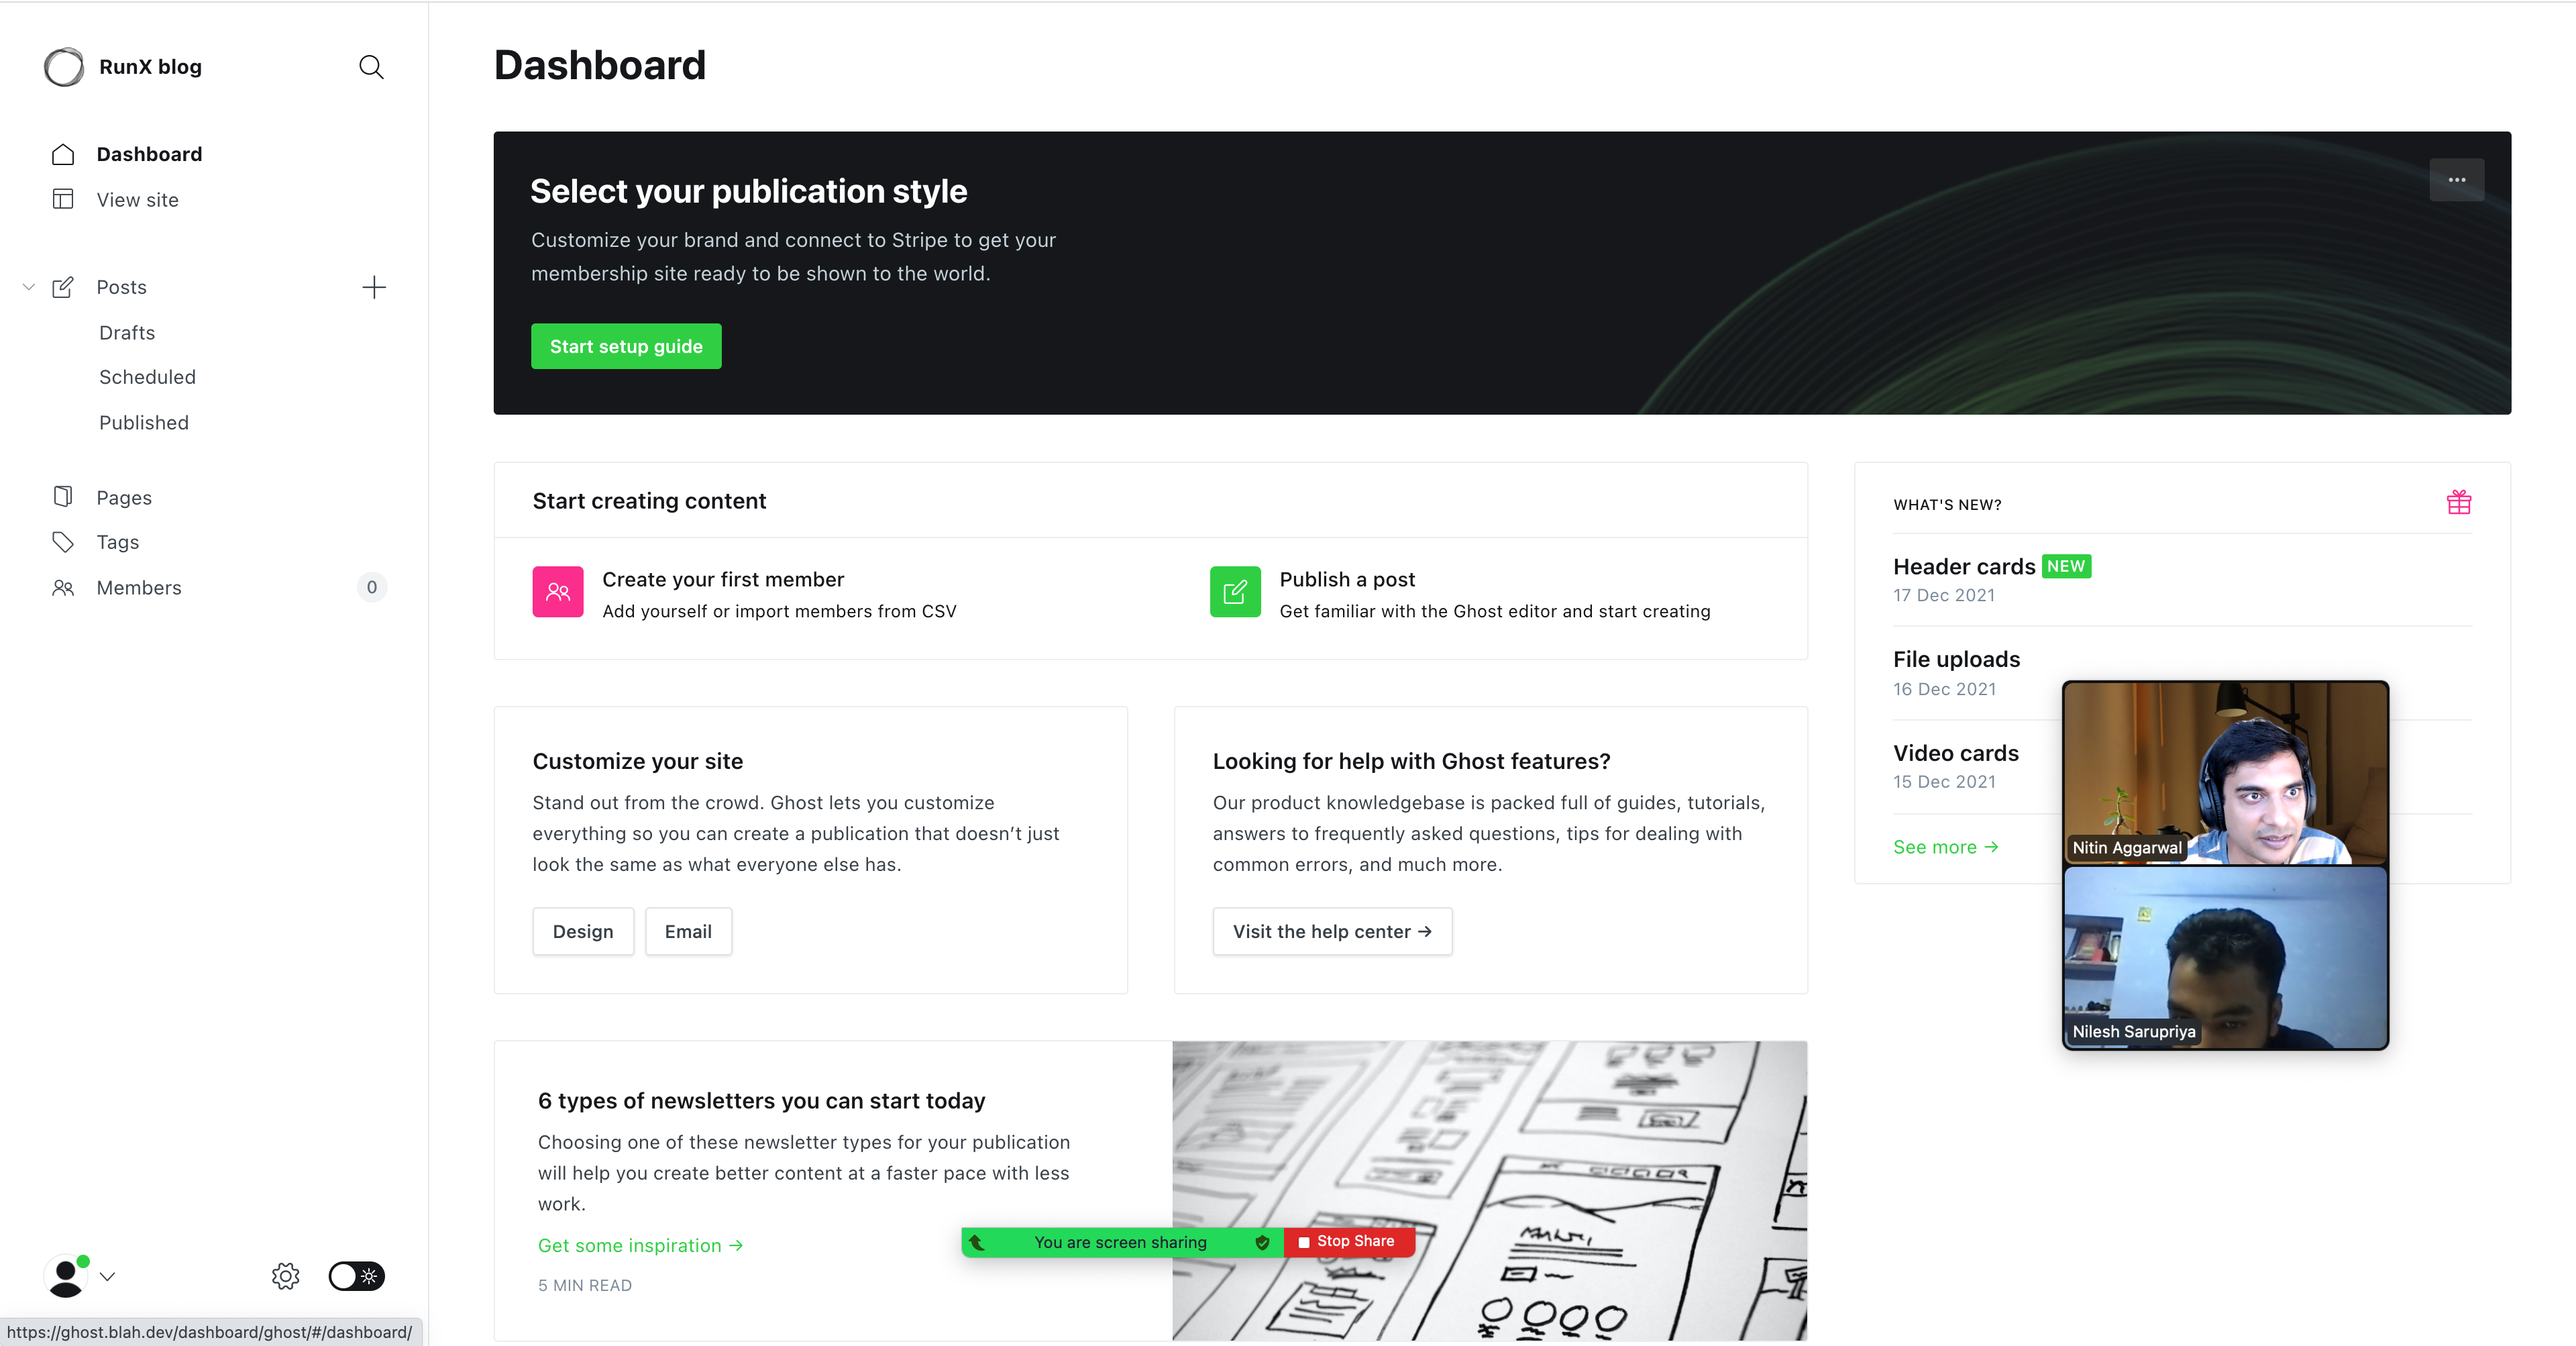 RunX blog
Dashboard
View site
Posts
Drafts
Scheduled
Published
Pages
Tags
Members
0
Dashboard
Select your publication style
Customize your brand and connect to Stripe to get your
membership site ready to be shown to the world.
Start setup guide
Start creating content
Create your first member
Add yourself or import members from CSV
Publish a post
Get familiar with the Ghost editor and start creating
Customize your site
Stand out from the crowd. Ghost lets you customize
everything so you can create a publication that doesn’t just
look the same as what everyone else has.
Design
Email
Looking for help with Ghost features?
Our product knowledgebase is packed full of guides, tutorials,
answers to frequently asked questions, tips for dealing with
common errors, and much more.
Visit the help center →
6 types of newsletters you can start today
Choosing one of these newsletter types for your publication
will help you create better content at a faster pace with less
work.
Get some inspiration →
5 MIN READ
You are screen sharing
Stop Share
WHAT'S NEW?
Header cards NEW
17 Dec 2021
File uploads
16 Dec 2021
Video cards
15 Dec 2021
See more →
Nitin Aggarwal
Nilesh Sarupriya
https://ghost.blah.dev/dashboard/ghost/#/dashboard/